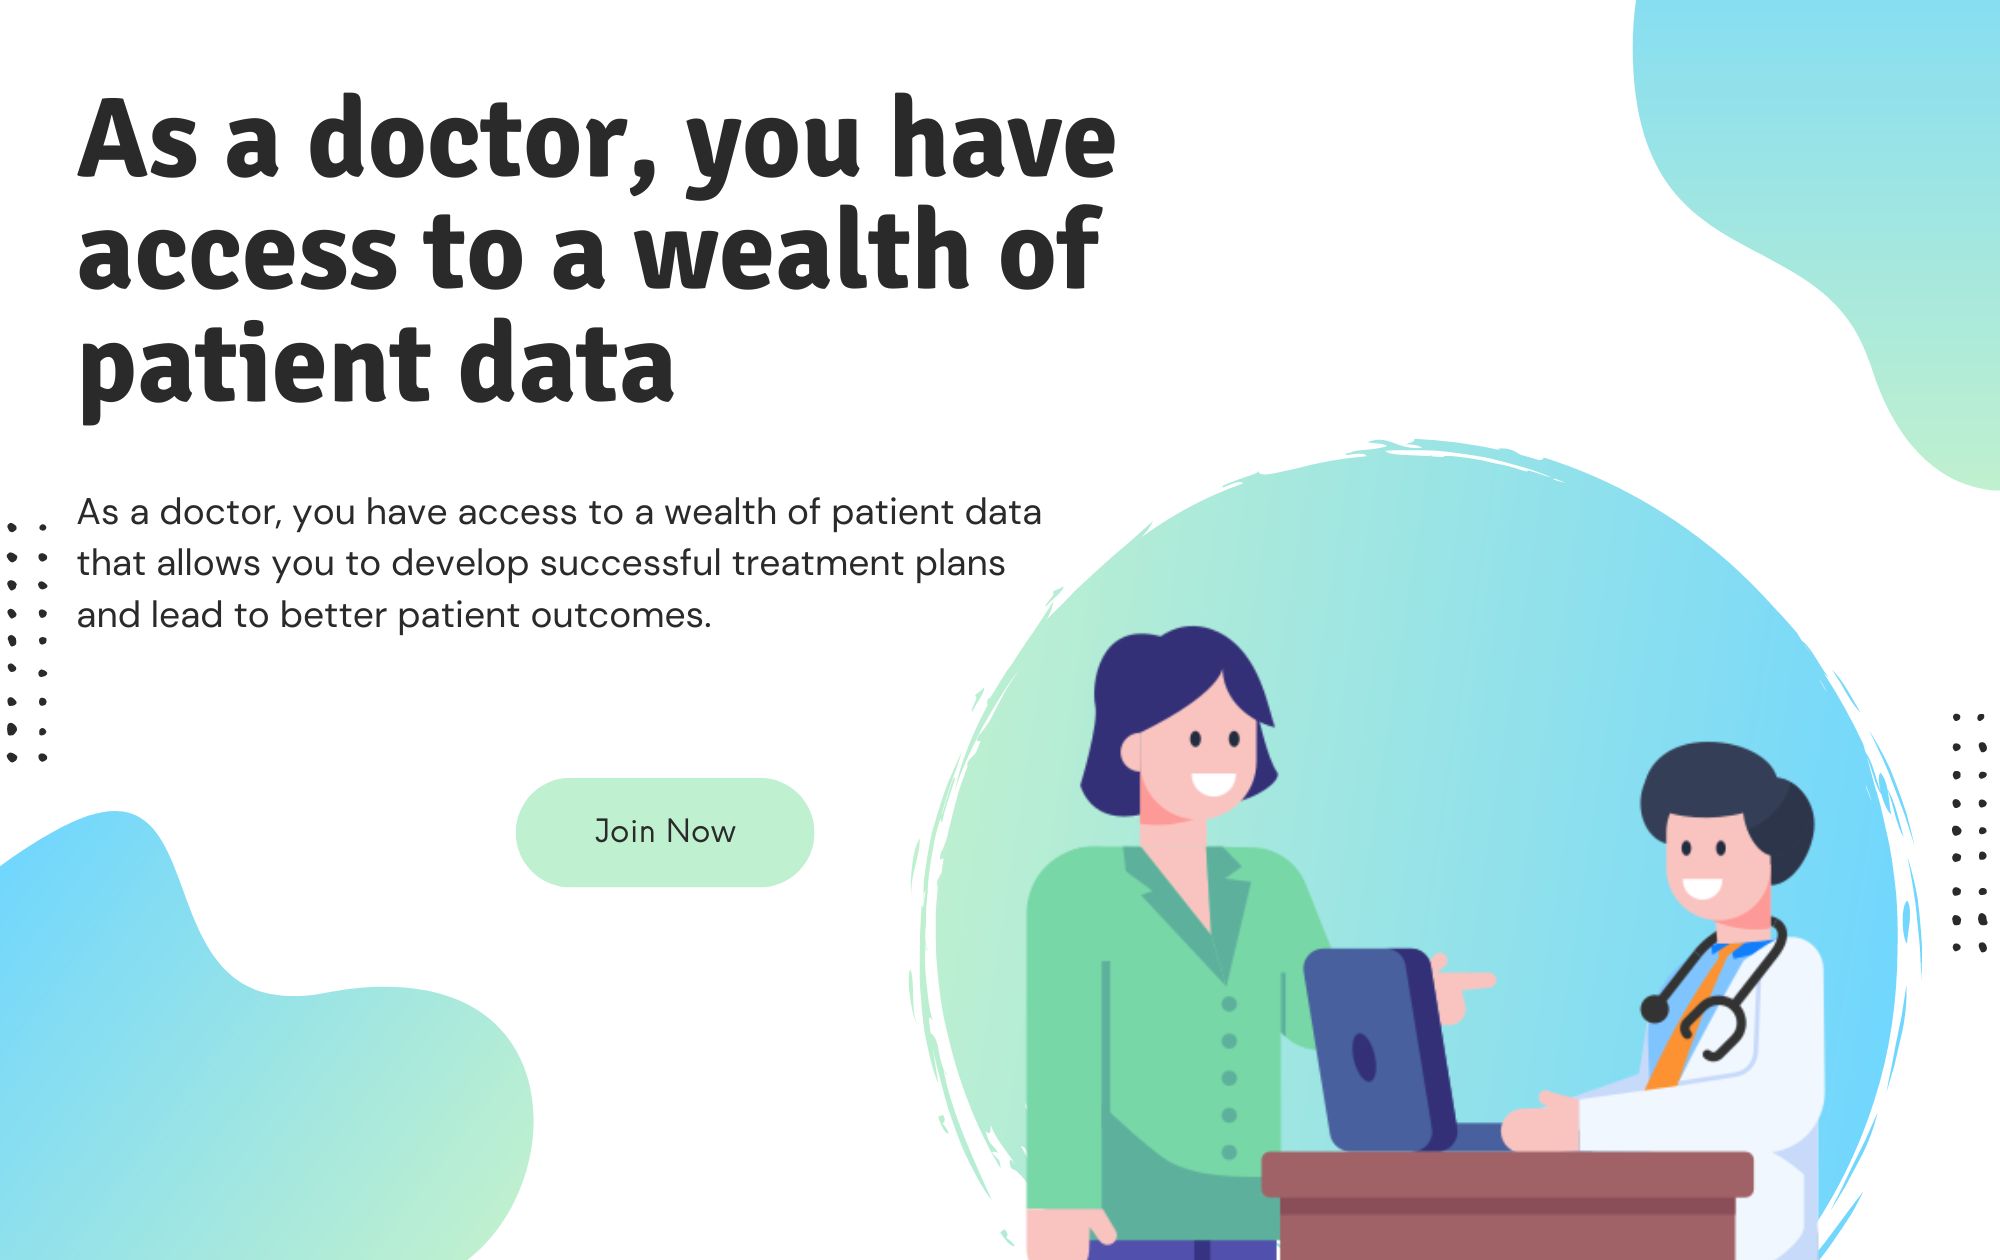 As a doctor, you have
access to a wealth of
patient data
As a doctor, you have access to a wealth of patient data
that allows you to develop successful treatment plans
and lead to better patient outcomes.
Join Now